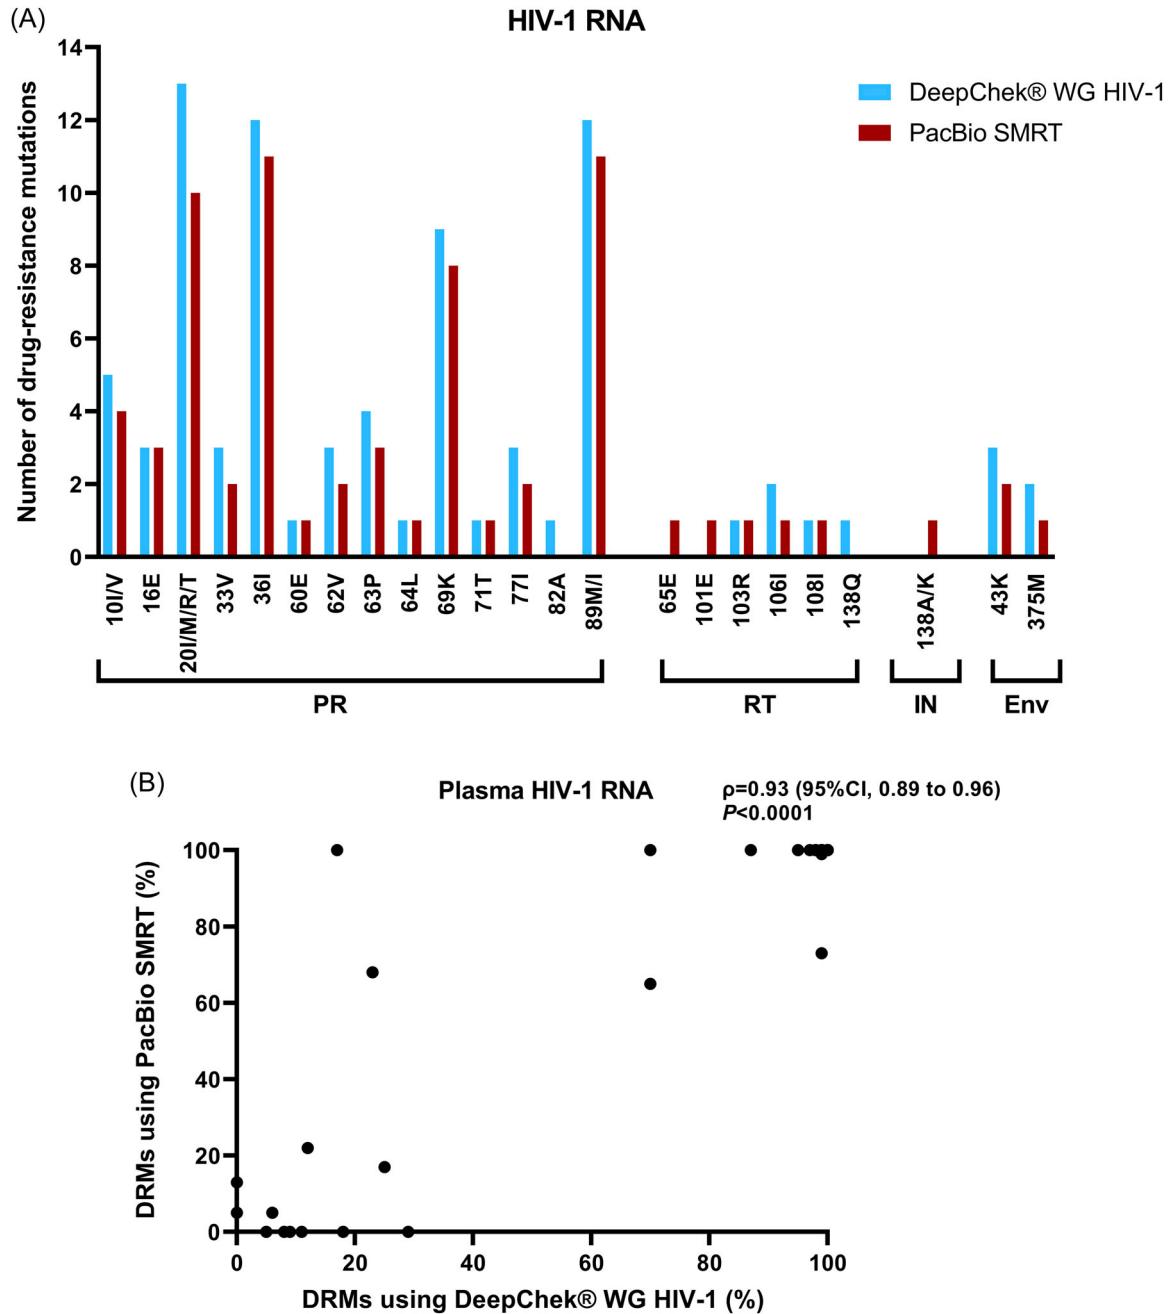 (A)
HIV-1 RNA
DeepChek® WG HIV-1
PacBio SMRT
Number of drug-resistance mutations
14
12
10
8
6
4
2
0
10I/V 16E 20I/M/R/T 33V 36I 60E 62V 63P 64L 69K 71T 77I 82A 89M/I 65E 101E 103R 106I 108I 138Q 138A/K 43K 375M
PR RT IN Env
(B)
Plasma HIV-1 RNA
ρ=0.93 (95%CI, 0.89 to 0.96)
P<0.0001
DRMs using PacBio SMRT (%)
100
80
60
40
20
0
0 20 40 60 80 100
DRMs using DeepChek® WG HIV-1 (%)